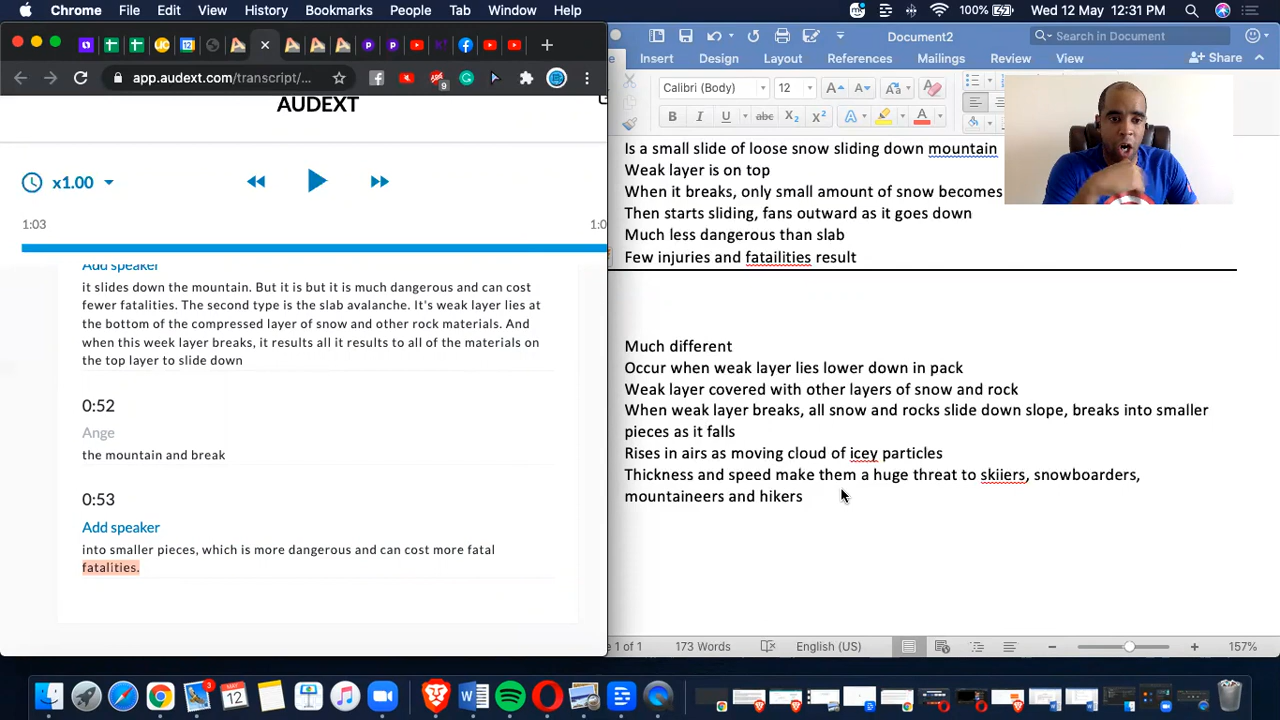 Chrome File Edit View History Bookmarks People Tab Window Help 100% Wed 12 May 12:31 PM
Document2
Search in Document
app.audext.com/transcript/...
9
Insert Design Layout References Mailings Review View Share
AUDEXT
Calibri (Body) 12 A A Aa
B I U abc X2 X2 A A
x1.00
1:03
Add speaker
it slides down the mountain. But it is but it is much dangerous and can cost
fewer fatalities. The second type is the slab avalanche. It's weak layer lies at
the bottom of the compressed layer of snow and other rock materials. And
when this week layer breaks, it results all it results to all of the materials on
the top layer to slide down
0:52
Ange
the mountain and break
0:53
Add speaker
into smaller pieces, which is more dangerous and can cost more fatal
fatalities.
Is a small slide of loose snow sliding down mountain
Weak layer is on top
When it breaks, only small amount of snow becomes
Then starts sliding, fans outward as it goes down
Much less dangerous than slab
Few injuries and fatailities result
Much different
Occur when weak layer lies lower down in pack
Weak layer covered with other layers of snow and rock
When weak layer breaks, all snow and rocks slide down slope, breaks into smaller
pieces as it falls
Rises in airs as moving cloud of icey particles
Thickness and speed make them a huge threat to skiiers, snowboarders,
mountaineers and hikers
1 of 1 173 Words English (US) 157%
3
MAY
12